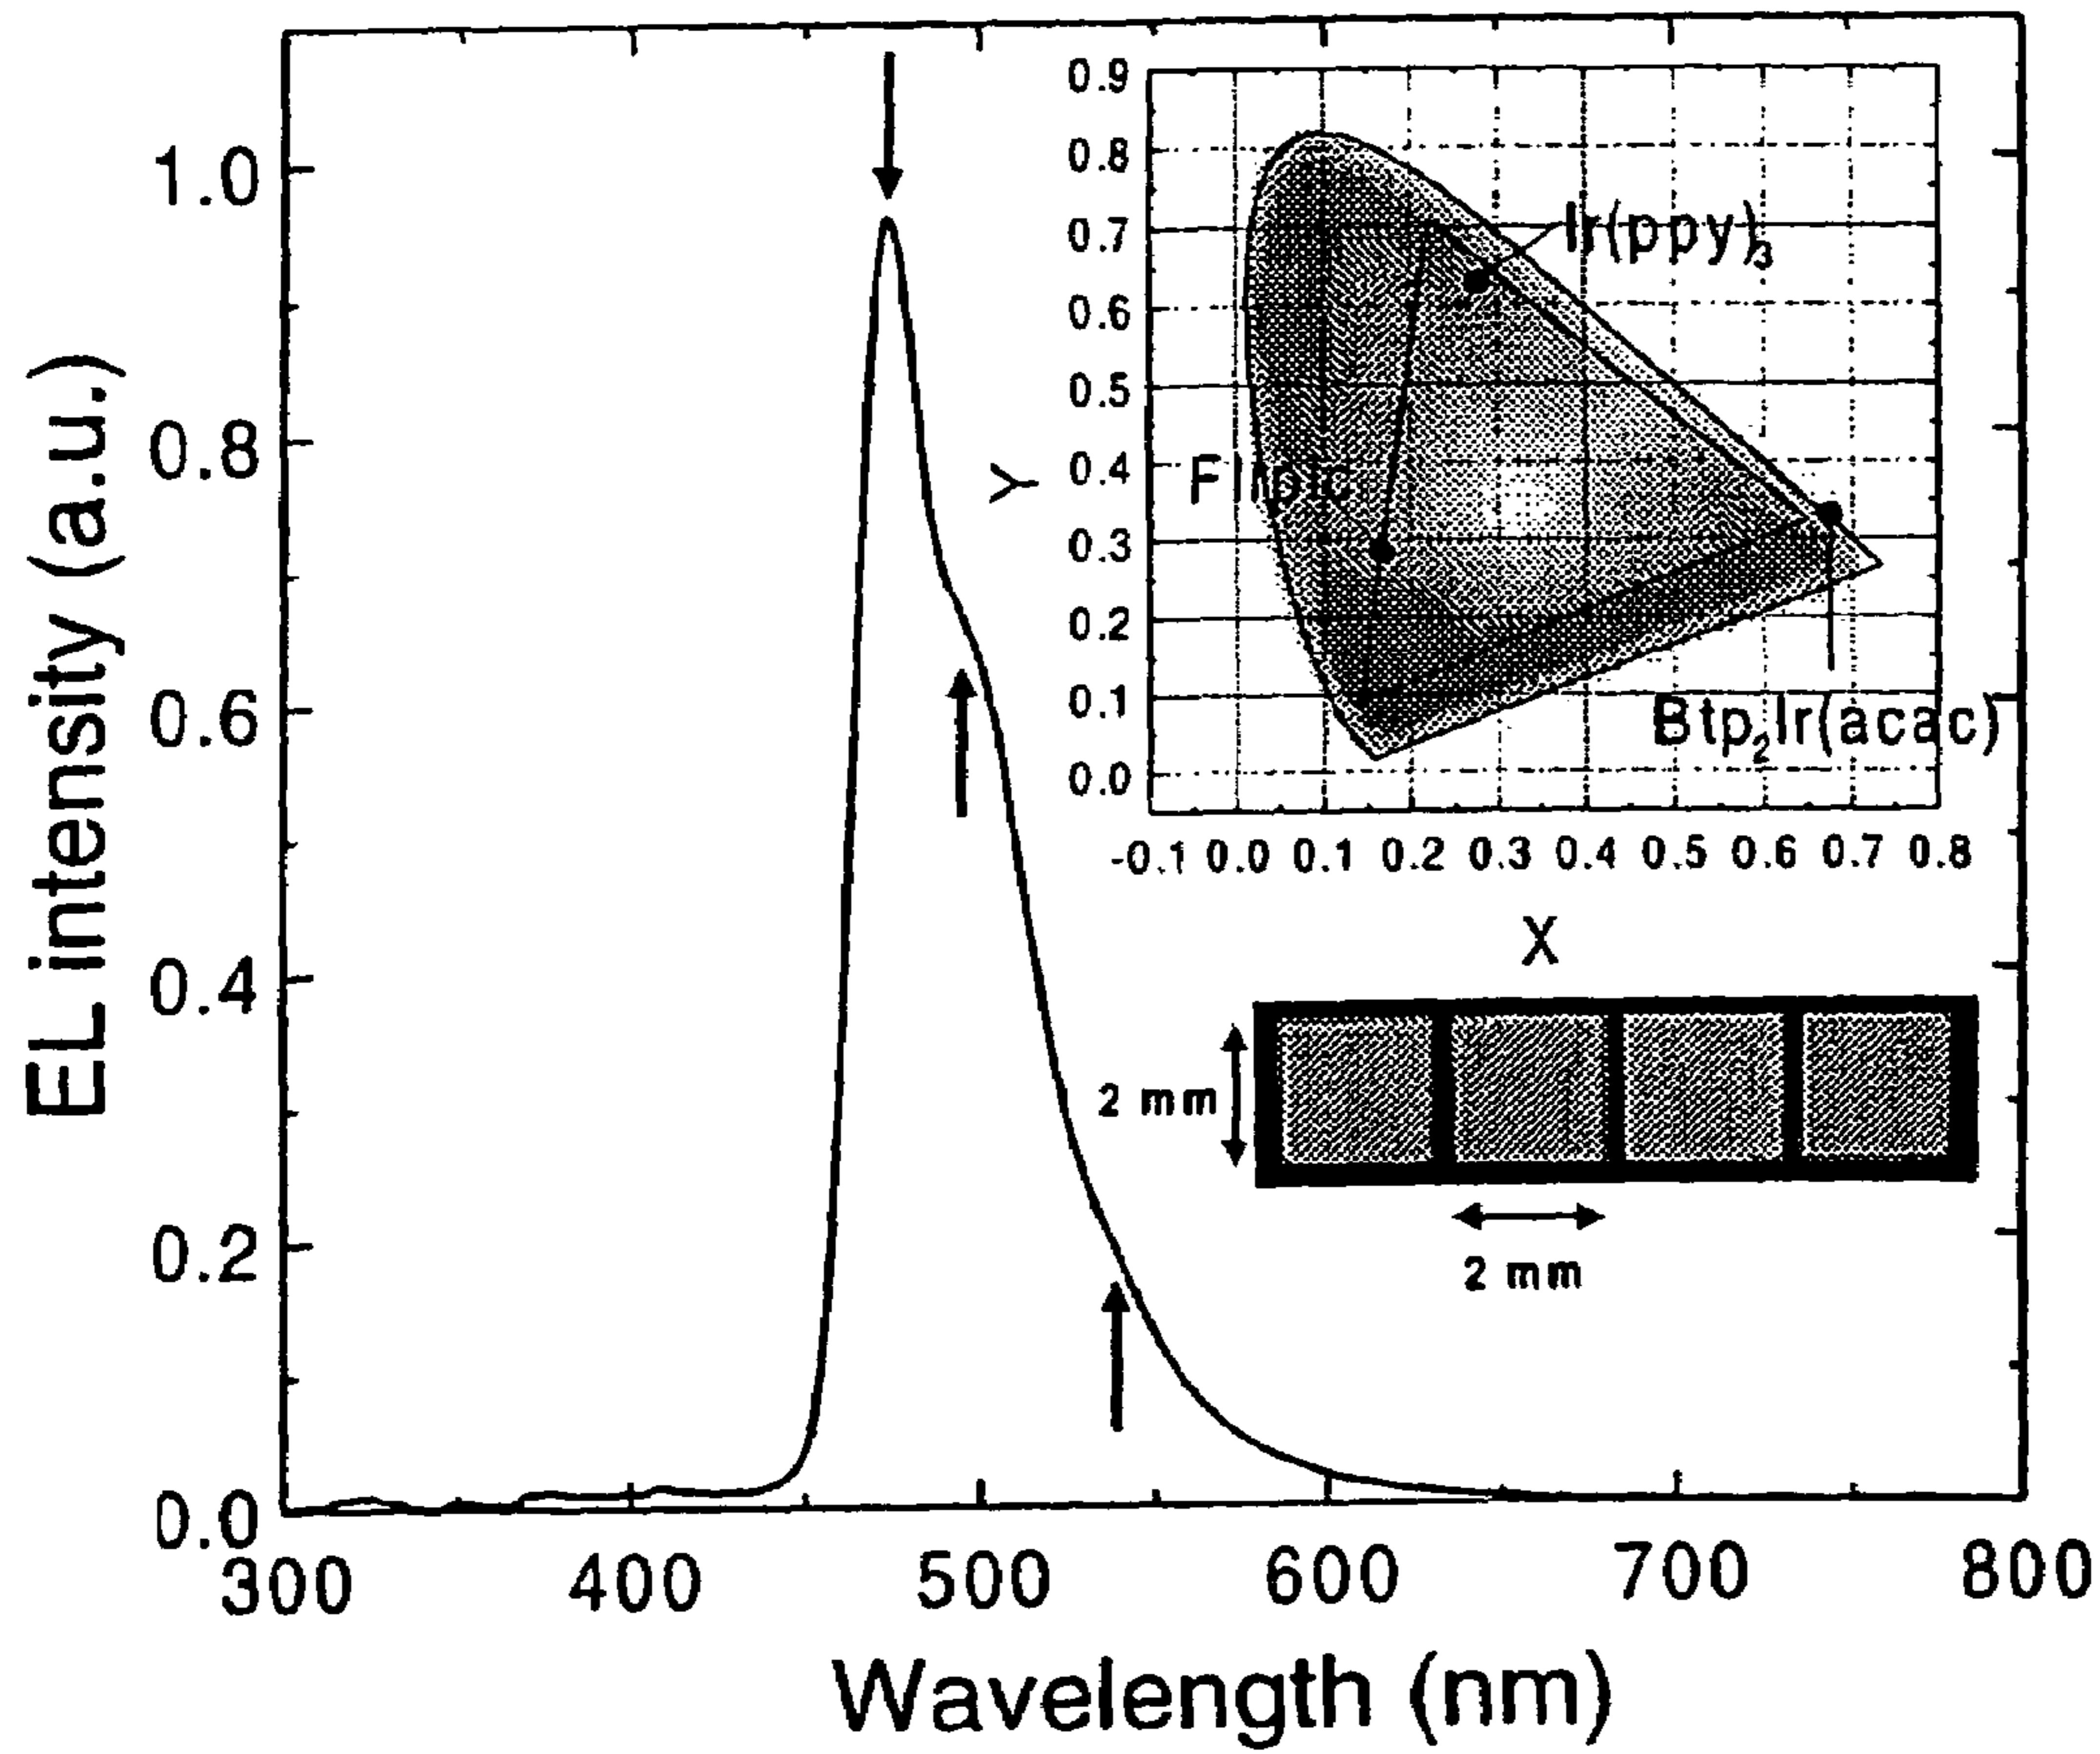 EL intensity (a.u.)
1.0
0.8
0.6
0.4
0.2
0.0
300 400 500 600 700 800
Wavelength (nm)
Y
0.9
0.8
0.7
0.6
0.5
0.4
0.3
0.2
0.1
0.0
-0.1 0.0 0.1 0.2 0.3 0.4 0.5 0.6 0.7 0.8
X
Ir(ppy)₃
FIrpic
Btp₂Ir(acac)
2 mm
2 mm